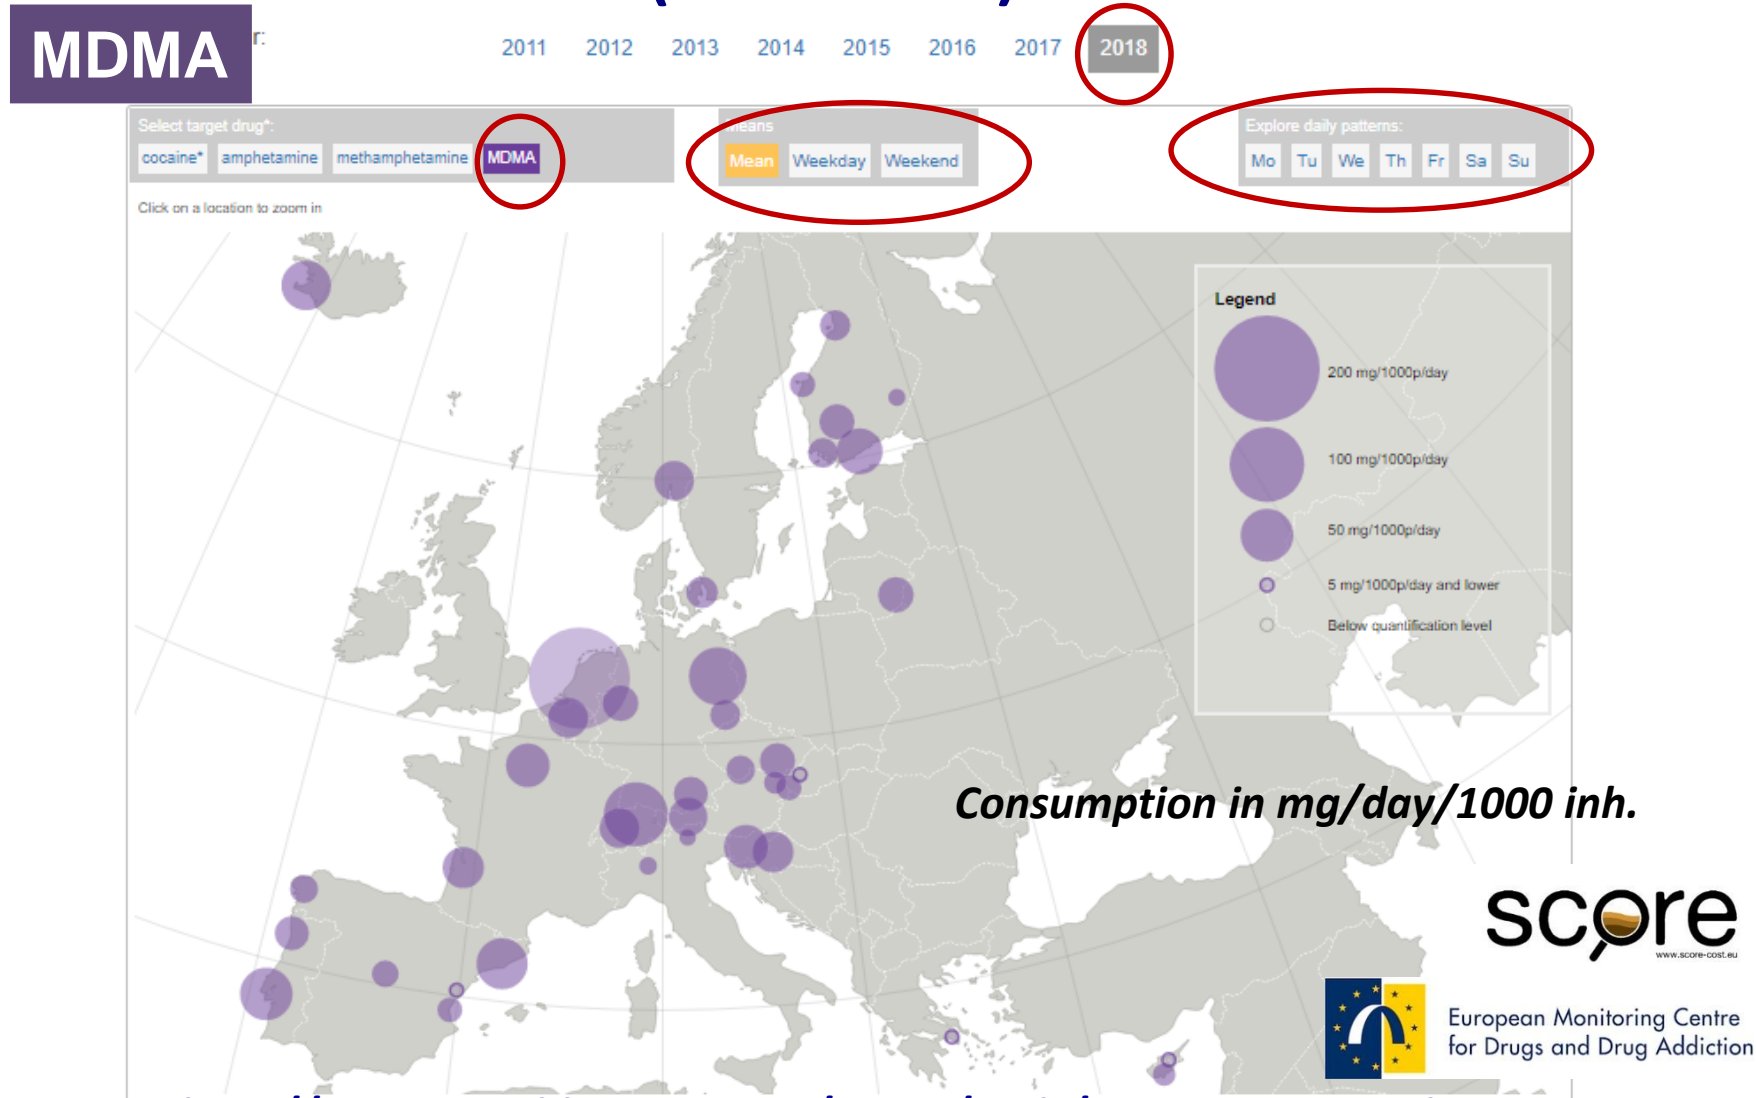 MDMA
r:
2011 2012 2013 2014 2015 2016 2017 2018
Select target drug*:
cocaine* amphetamine methamphetamine MDMA
Means
Mean Weekday Weekend
Explore daily patterns:
Mo Tu We Th Fr Sa Su
Click on a location to zoom in
Legend
200 mg/1000p/day
100 mg/1000p/day
50 mg/1000p/day
5 mg/1000p/day and lower
Below quantification level
Consumption in mg/day/1000 inh.
score
www.score-cost.eu
European Monitoring Centre
for Drugs and Drug Addiction